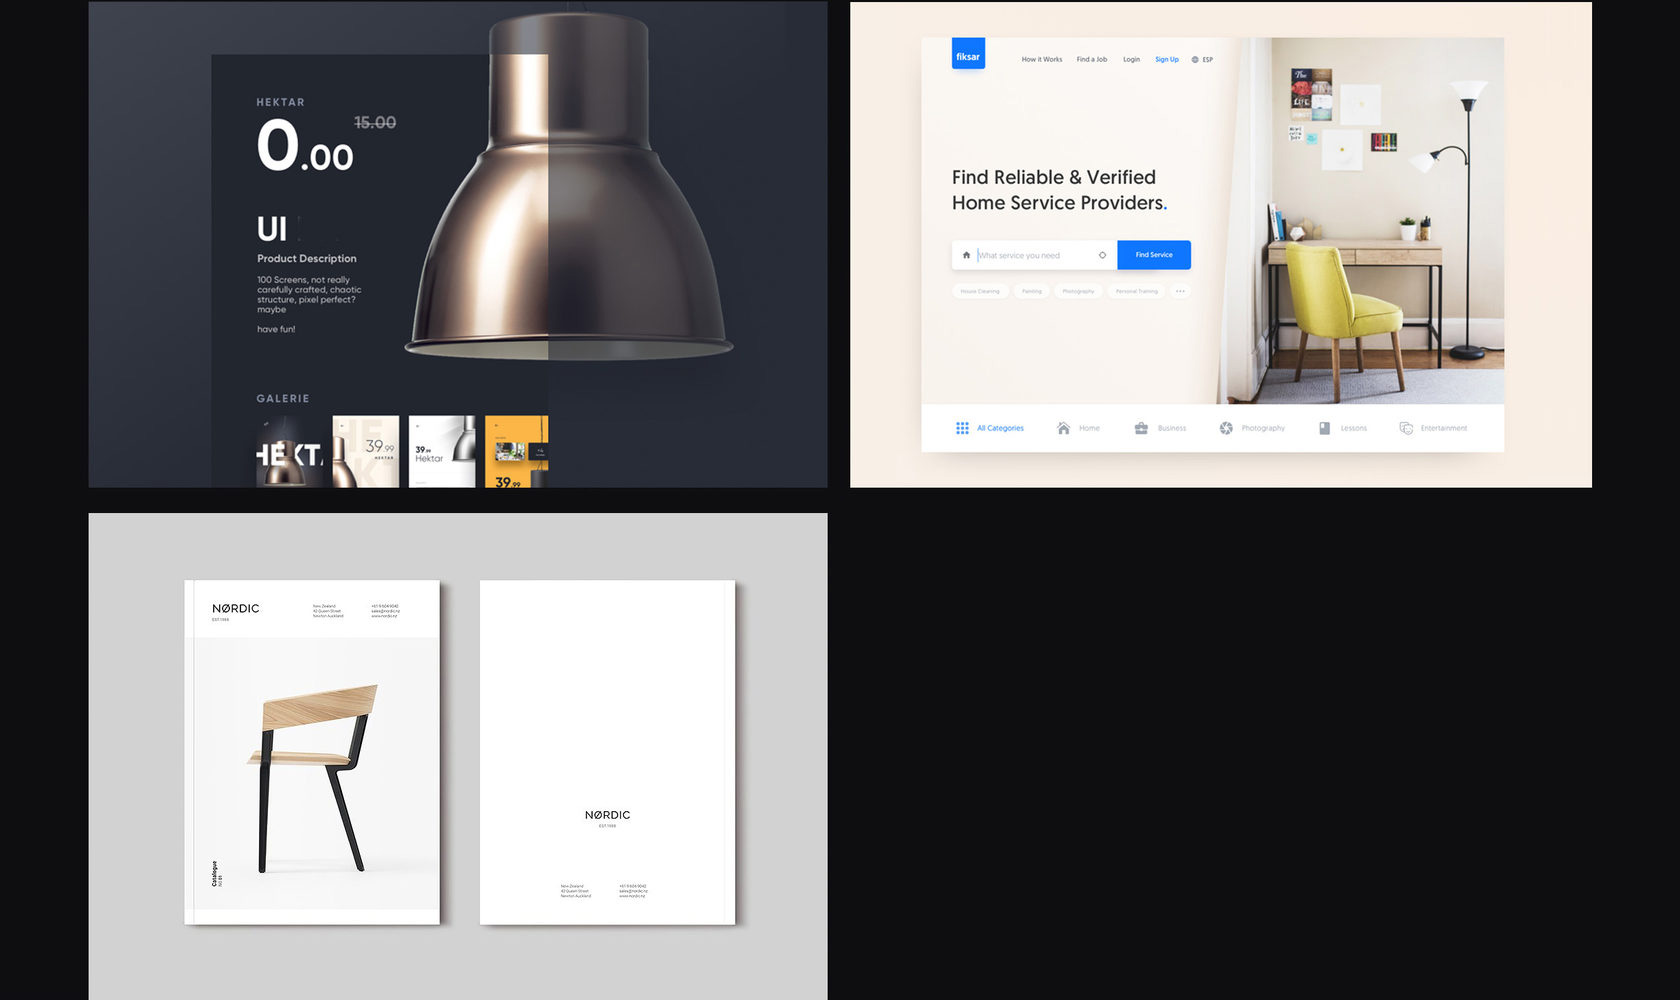 HEKTAR
15.00
0.00
UI
Product Description
100 Screens, not really
carefully crafted, chaotic
structure, pixel perfect?
maybe
have fun!
GALERIE
HEKT
39.99
HEKTAR
39.99
Hektar
39.99
fiksar
How it Works
Find a Job
Login
Sign Up
ESP
Find Reliable & Verified
Home Service Providers.
What service you need
Find Service
House Cleaning
Painting
Photography
Personal Training
All Categories
Home
Business
Photography
Lessons
Entertainment
NØRDIC
EST.1998
New Zealand
42 Queen Street
Newton Auckland
+61 9 604 9042
sales@nordic.nz
www.nordic.nz
Catalogue
NØRDIC
EST.1998
New Zealand
42 Queen Street
Newton Auckland
+61 9 604 9042
sales@nordic.nz
www.nordic.nz